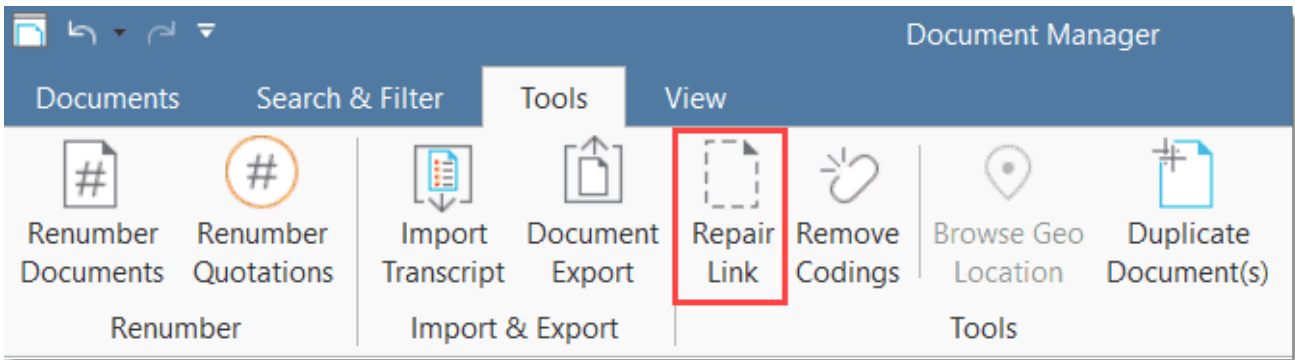 Document Manager
Documents Search & Filter Tools View
# # 
Renumber Renumber Import Document Repair Remove Browse Geo Duplicate
Documents Quotations Transcript Export Link Codings Location Document(s)
Renumber Import & Export Tools